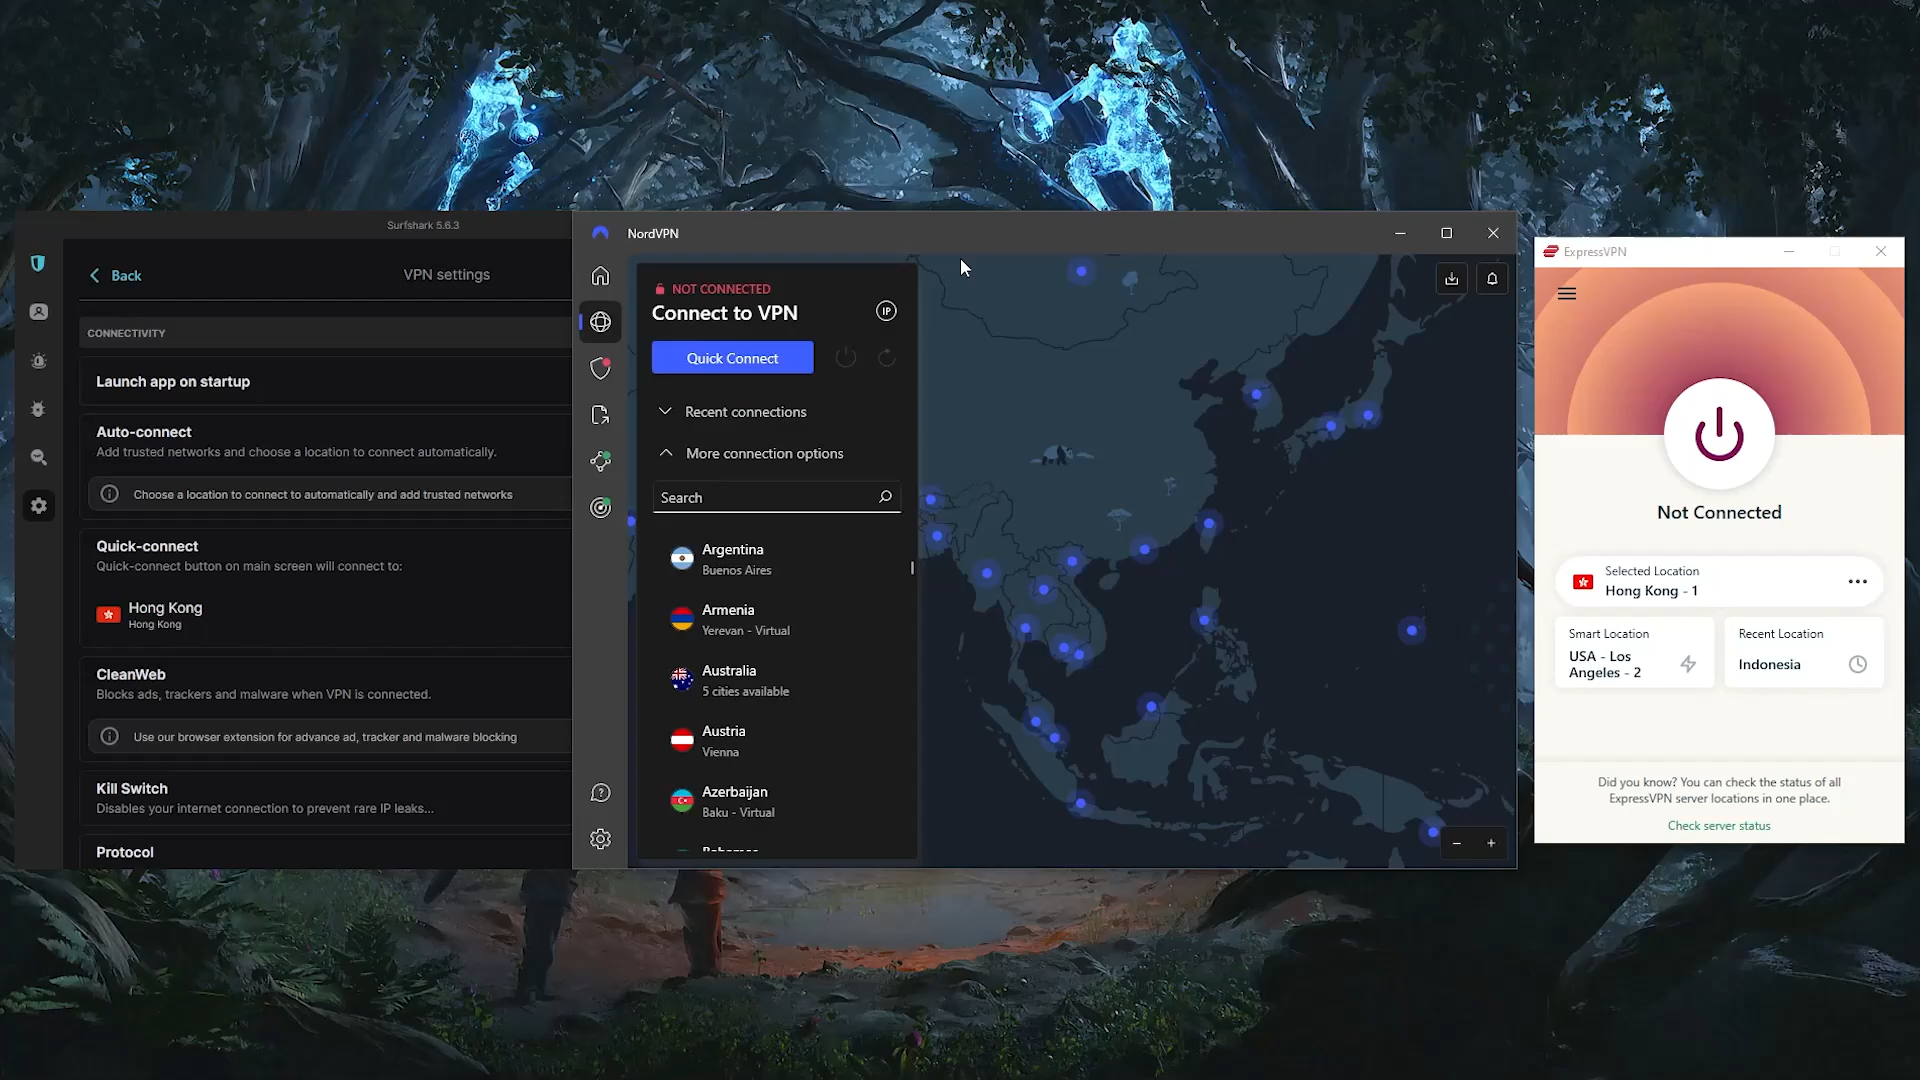 Surfshark 5.6.3
Back
VPN settings
CONNECTIVITY
Launch app on startup
Auto-connect
Add trusted networks and choose a location to connect automatically.
Choose a location to connect to automatically and add trusted networks
Quick-connect
Quick-connect button on main screen will connect to:
Hong Kong
Hong Kong
CleanWeb
Blocks ads, trackers and malware when VPN is connected.
Use our browser extension for advance ad, tracker and malware blocking
Kill Switch
Disables your internet connection to prevent rare IP leaks...
Protocol
NordVPN
NOT CONNECTED
Connect to VPN
IP
Quick Connect
Recent connections
More connection options
Search
Argentina
Buenos Aires
Armenia
Yerevan - Virtual
Australia
5 cities available
Austria
Vienna
Azerbaijan
Baku - Virtual
ExpressVPN
Not Connected
Selected Location
Hong Kong - 1
Smart Location
USA - Los
Angeles - 2
Recent Location
Indonesia
Did you know? You can check the status of all
ExpressVPN server locations in one place.
Check server status